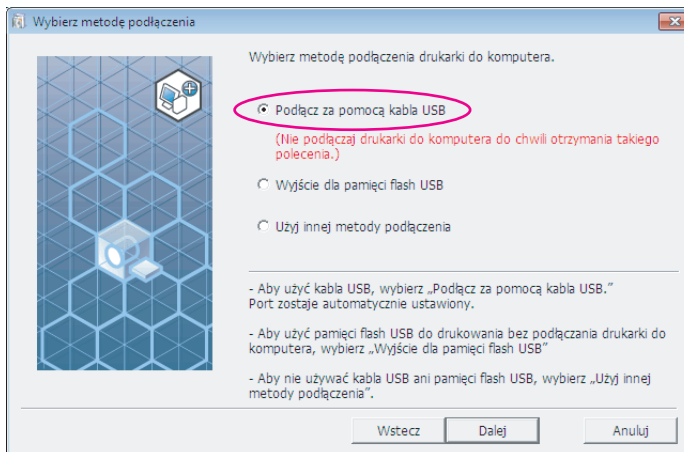 Wybierz metodę podłączenia
Wybierz metodę podłączenia drukarki do komputera.
Podłącz za pomocą kabla USB
(Nie podłączaj drukarki do komputera do chwili otrzymania takiego
polecenia.)
Wyjście dla pamięci flash USB
Użyj innej metody podłączenia
- Aby użyć kabla USB, wybierz „Podłącz za pomocą kabla USB.”
Port zostaje automatycznie ustawiony.
- Aby użyć pamięci flash USB do drukowania bez podłączania drukarki do
komputera, wybierz „Wyjście dla pamięci flash USB”
- Aby nie używać kabla USB ani pamięci flash USB, wybierz „Użyj innej
metody podłączenia”.
Wstecz
Dalej
Anuluj